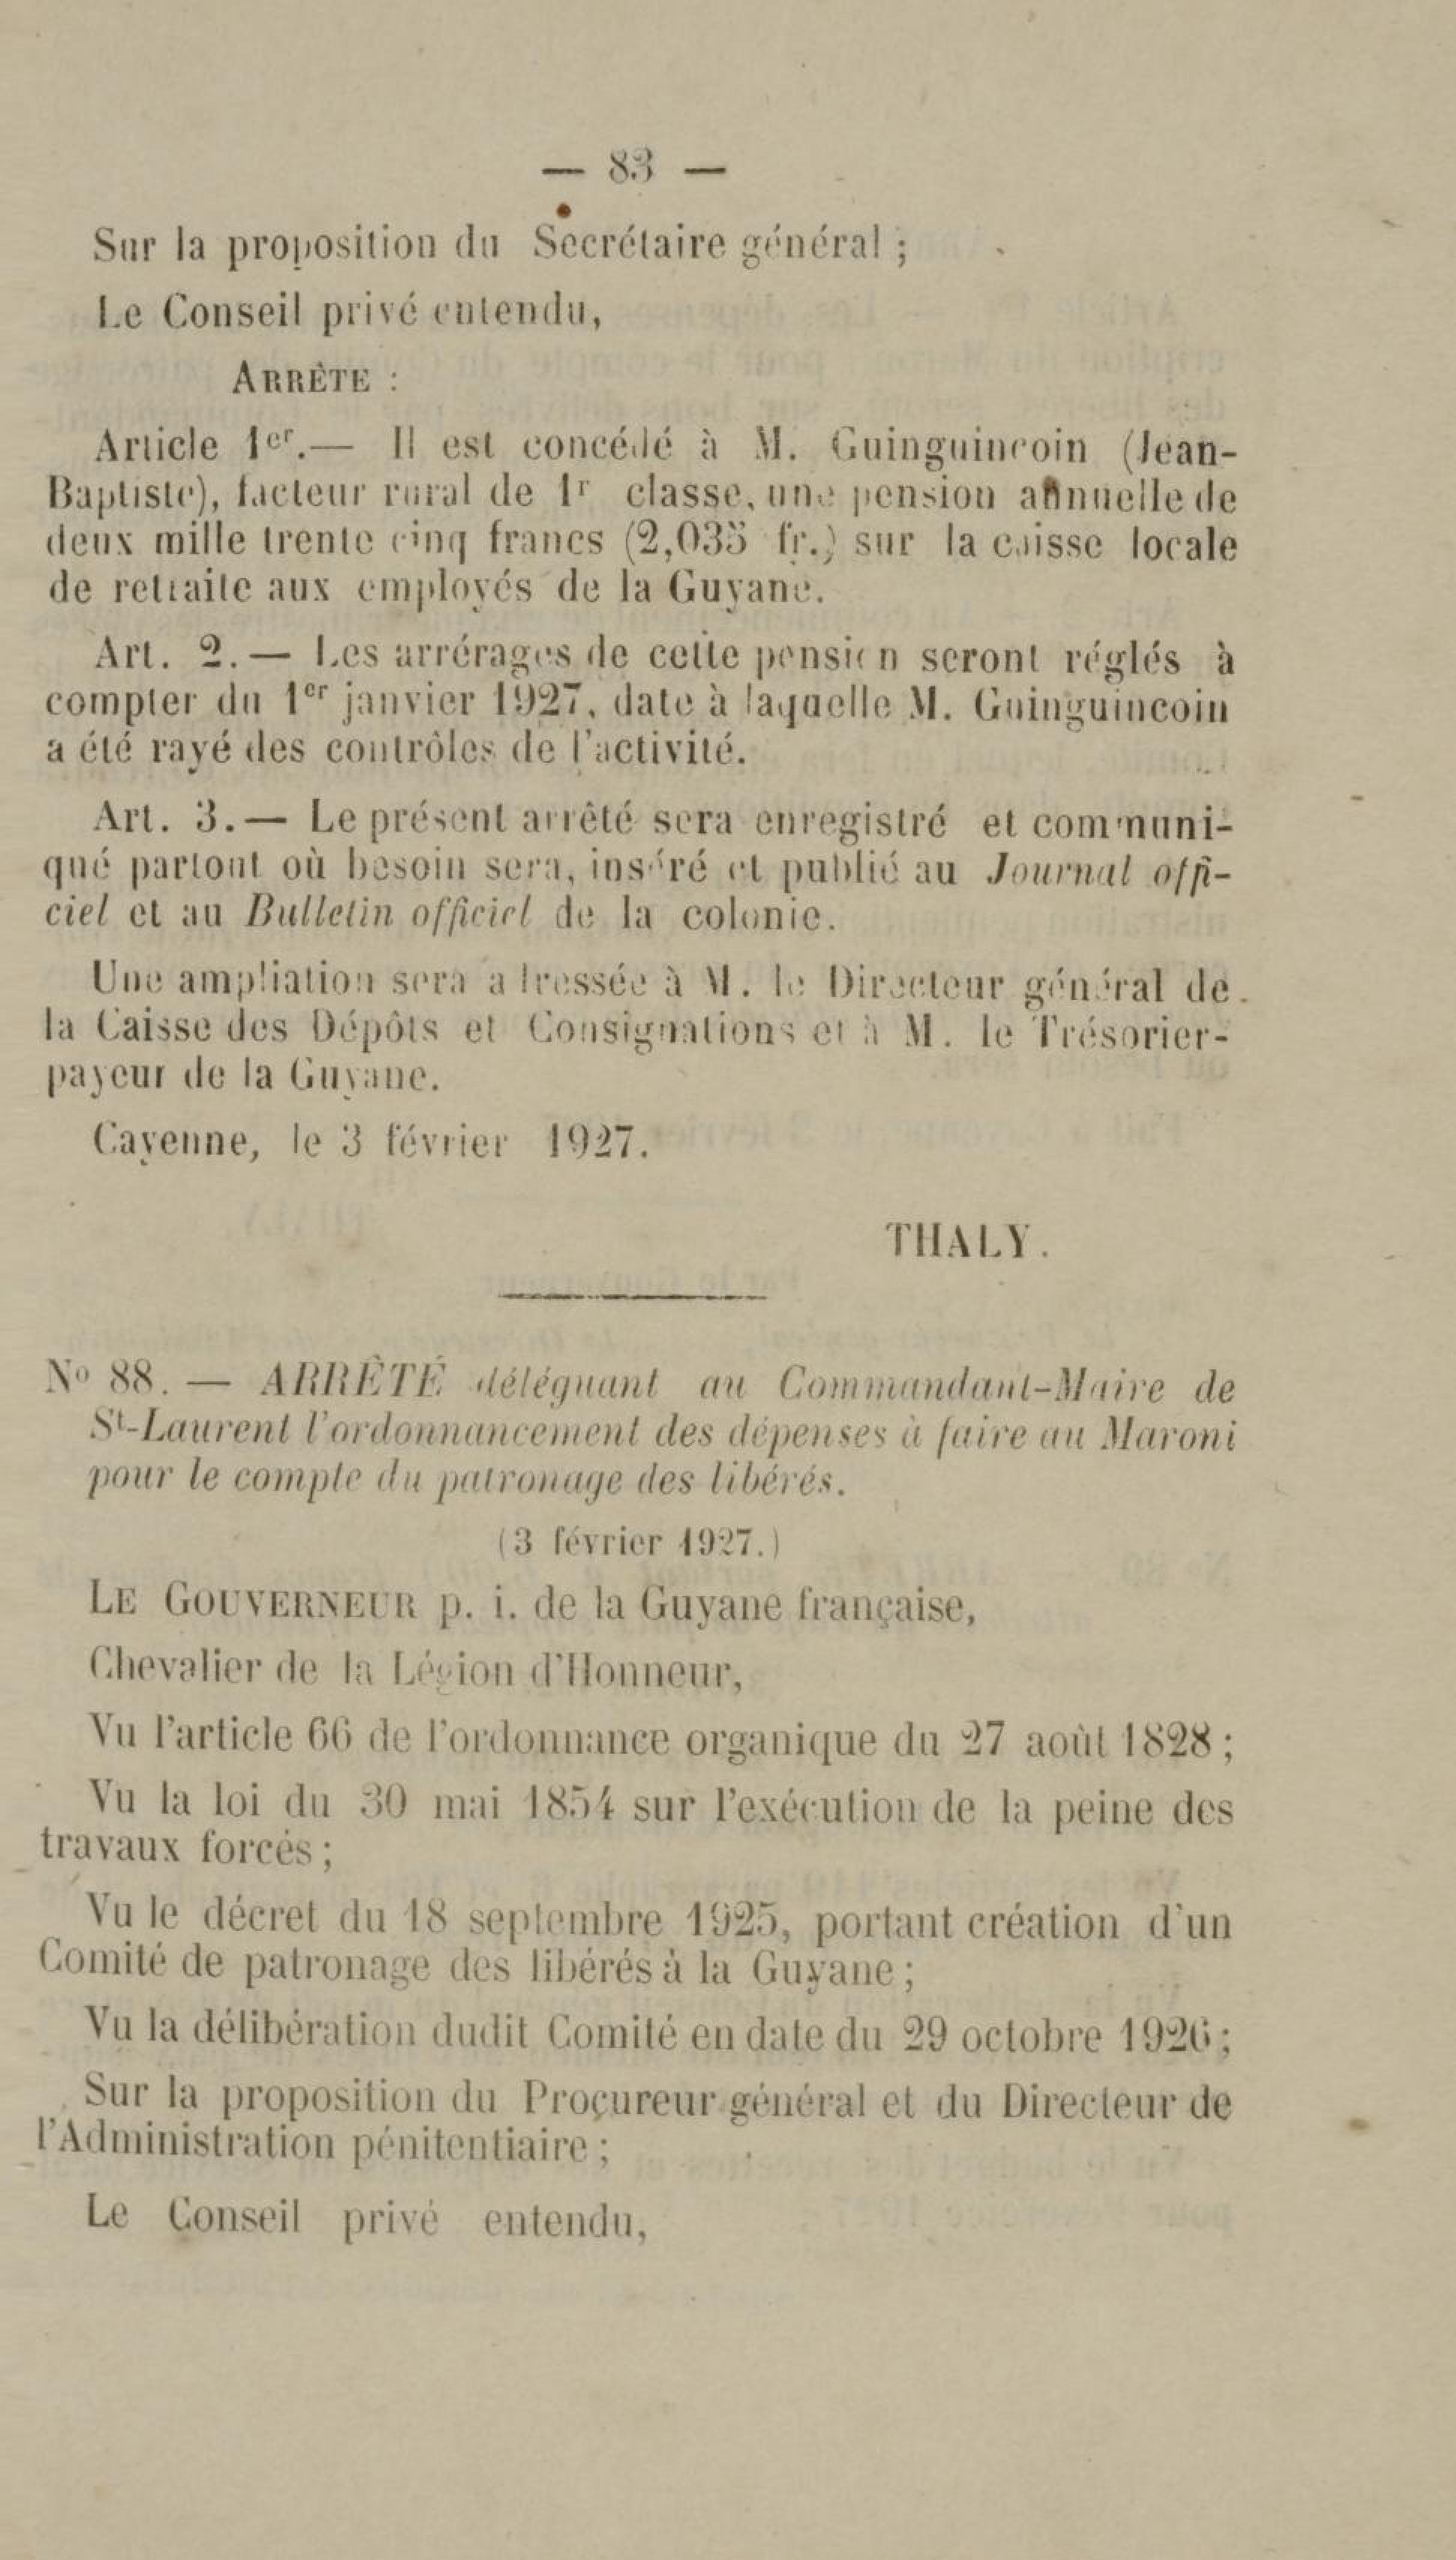 — 83 —
Sur la proposition du Secrétaire général ;
Le Conseil privé entendu,
ARRÊTE :
Article 1er.— Il est concédé à M. Guinguincoin (Jean-
Baptiste), facteur rural de 1r classe, une pension annuelle de
deux mille trente cinq francs (2,035 fr.) sur la caisse locale
de retraite aux employés de la Guyane.
Art. 2.— Les arrérages de cette pension seront réglés à
compter du 1er janvier 1927, date à laquelle M. Guinguincoin
a été rayé des contrôles de l'activité.
Art. 3.— Le présent arrêté sera enregistré et communi-
qué partout où besoin sera, inséré et publié au Journal offi-
ciel et au Bulletin officiel de la colonie.
Une ampliation sera adressée à M. le Directeur général de
la Caisse des Dépôts et Consignations et à M. le Trésorier-
payeur de la Guyane.
Cayenne, le 3 février 1927.
THALY.
No 88. — ARRÊTÉ déléguant au Commandant-Maire de
St-Laurent l'ordonnancement des dépenses à faire au Maroni
pour le compte du patronage des libérés.
(3 février 1927.)
LE GOUVERNEUR p. i. de la Guyane française,
Chevalier de la Légion d'Honneur,
Vu l'article 66 de l'ordonnance organique du 27 août 1828 ;
Vu la loi du 30 mai 1854 sur l'exécution de la peine des
travaux forcés ;
Vu le décret du 18 septembre 1925, portant création d'un
Comité de patronage des libérés à la Guyane ;
Vu la délibération dudit Comité en date du 29 octobre 1926 ;
Sur la proposition du Procureur général et du Directeur de
l'Administration pénitentiaire ;
Le Conseil privé entendu,